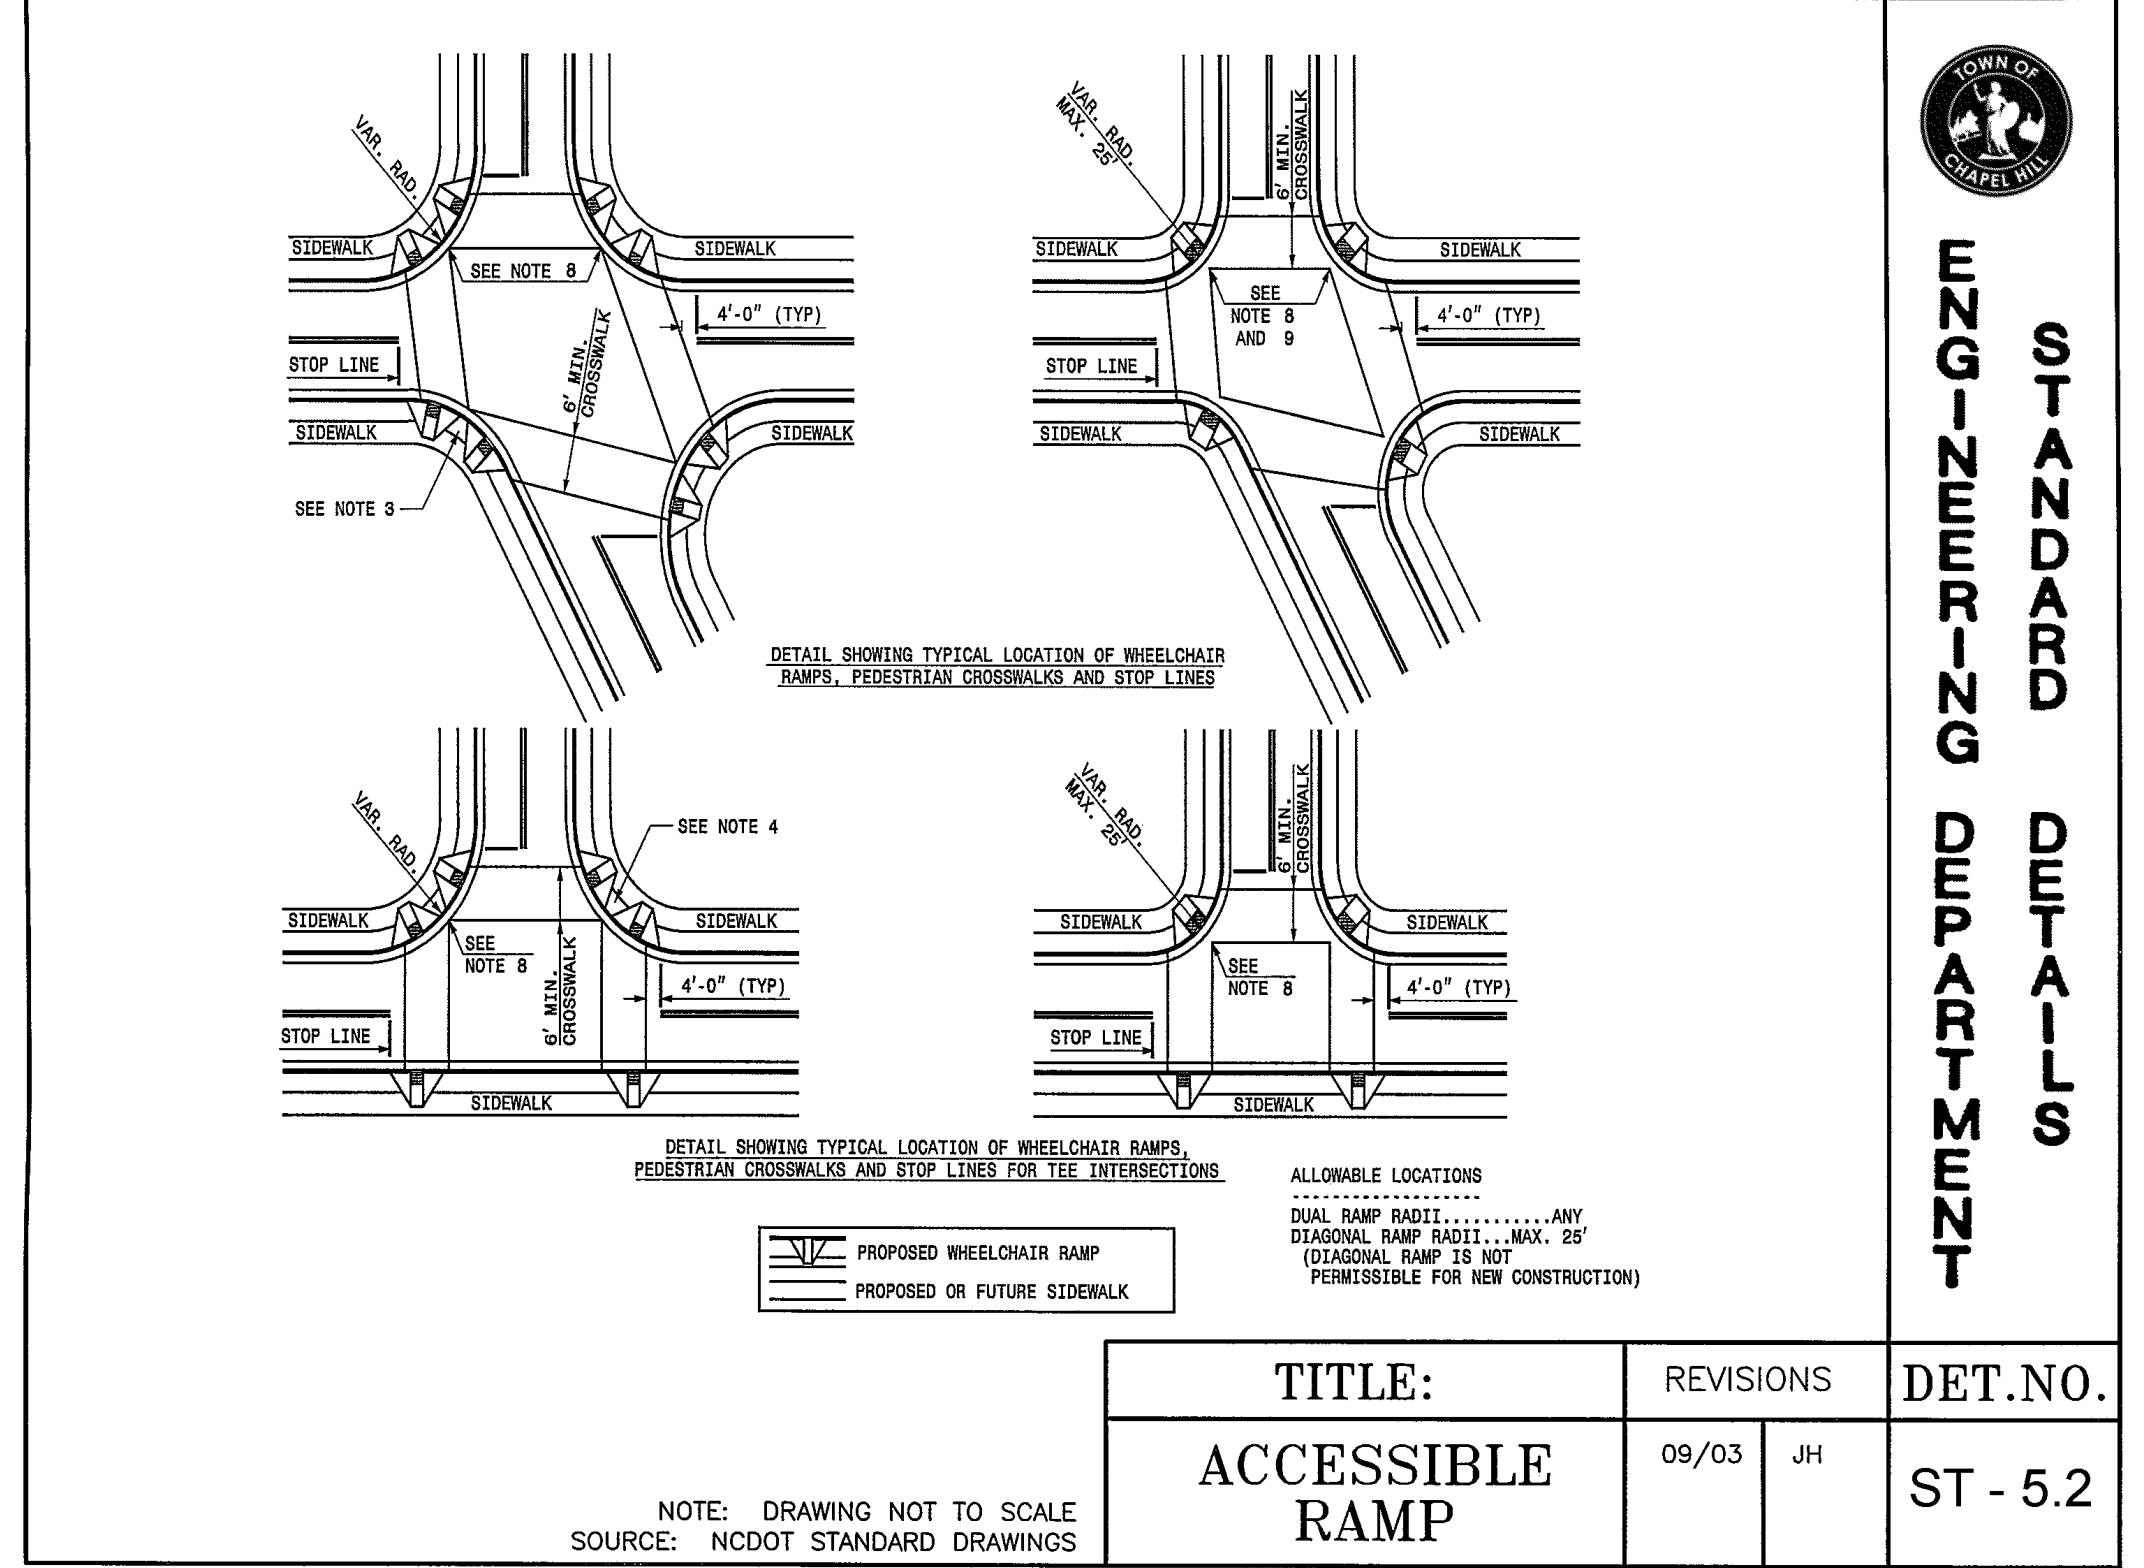 VAR. RAD.
SIDEWALK
SIDEWALK
SEE NOTE 8
4'-0" (TYP)
6' MIN.
CROSSWALK
STOP LINE
SIDEWALK
SIDEWALK
SEE NOTE 3
VAR. RAD.
MAX. 25'
6' MIN.
CROSSWALK
SIDEWALK
SIDEWALK
SEE
NOTE 8
AND 9
4'-0" (TYP)
STOP LINE
SIDEWALK
SIDEWALK
DETAIL SHOWING TYPICAL LOCATION OF WHEELCHAIR
RAMPS, PEDESTRIAN CROSSWALKS AND STOP LINES
VAR. RAD.
SEE NOTE 4
SIDEWALK
SIDEWALK
SEE
NOTE 8
6' MIN.
CROSSWALK
4'-0" (TYP)
STOP LINE
SIDEWALK
VAR. RAD.
MAX. 25'
6' MIN.
CROSSWALK
SIDEWALK
SIDEWALK
SEE
NOTE 8
4'-0" (TYP)
STOP LINE
SIDEWALK
DETAIL SHOWING TYPICAL LOCATION OF WHEELCHAIR RAMPS,
PEDESTRIAN CROSSWALKS AND STOP LINES FOR TEE INTERSECTIONS
ALLOWABLE LOCATIONS
-------------------
DUAL RAMP RADII...........ANY
DIAGONAL RAMP RADII...MAX. 25'
(DIAGONAL RAMP IS NOT
PERMISSIBLE FOR NEW CONSTRUCTION)
PROPOSED WHEELCHAIR RAMP
PROPOSED OR FUTURE SIDEWALK
NOTE: DRAWING NOT TO SCALE
SOURCE: NCDOT STANDARD DRAWINGS
TITLE:
ACCESSIBLE
RAMP
REVISIONS
09/03 JH
DET.NO.
ST - 5.2
TOWN OF
CHAPEL HILL
ENGINEERING DEPARTMENT
STANDARD DETAILS